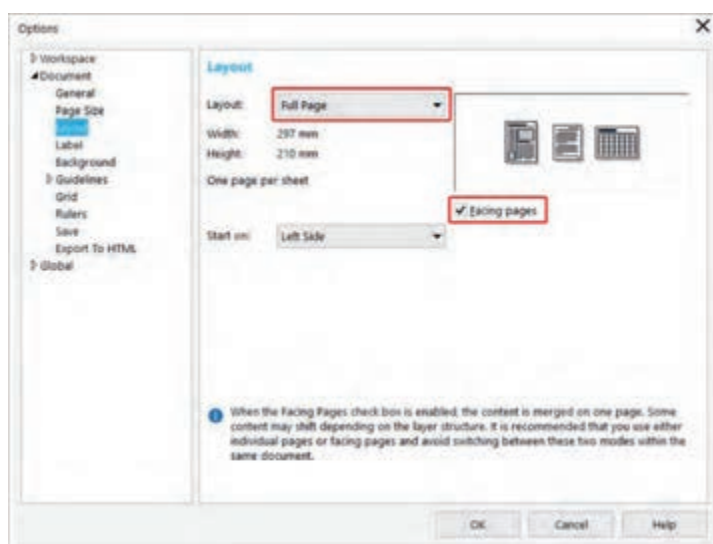 Options
Workspace
Document
General
Page Size
Layout
Label
Background
Guidelines
Grid
Rulers
Save
Export To HTML
Global
Layout
Layout: Full Page
Width: 297 mm
Height: 210 mm
One page per sheet
Facing pages
Start on: Left Side
When the Facing Pages check box is enabled, the content is merged on one page. Some
content may shift depending on the layer structure. It is recommended that you use either
individual pages or facing pages and avoid switching between these two modes within the
same document.
OK Cancel Help